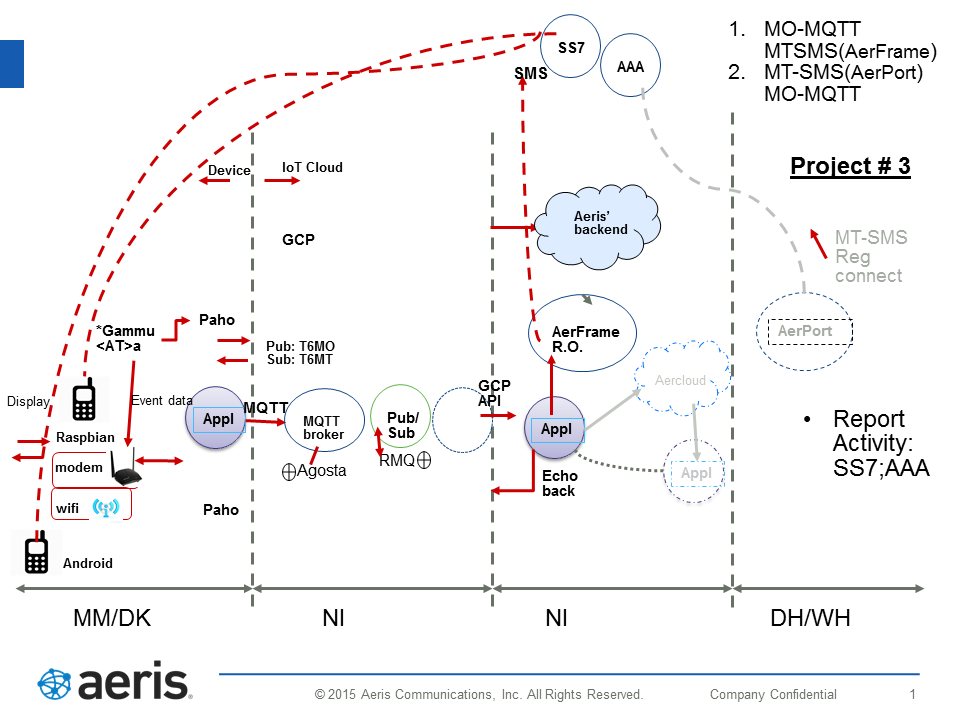 1. MO-MQTT
MTSMS(AerFrame)
2. MT-SMS(AerPort)
MO-MQTT
SS7
AAA
SMS
Project # 3
Device
IoT Cloud
GCP
Aeris’
backend
MT-SMS
Reg
connect
*Gammu
<AT>a
Paho
Pub: T6MO
Sub: T6MT
AerFrame
R.O.
AerPort
Aercloud
Display
Event data
Appl
MQTT
MQTT
broker
Pub/
Sub
GCP
API
Appl
• Report
Activity:
SS7;AAA
Raspbian
modem
Agosta
RMQ
Echo
back
Appl
wifi
Paho
Android
MM/DK
NI
NI
DH/WH
aeris.
© 2015 Aeris Communications, Inc. All Rights Reserved.
Company Confidential
1